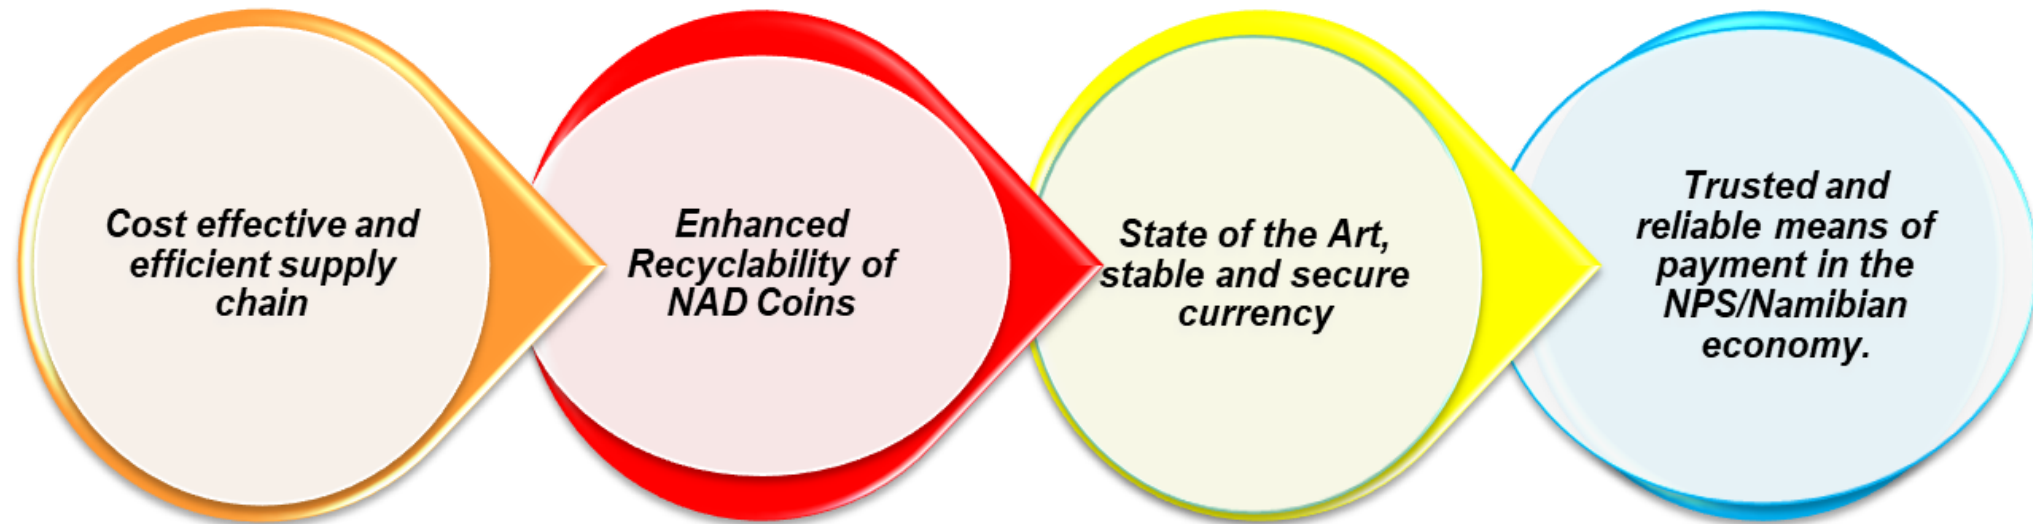 Cost effective and
efficient supply
chain
Enhanced
Recyclability of
NAD Coins
State of the Art,
stable and secure
currency
Trusted and
reliable means of
payment in the
NPS/Namibian
economy.